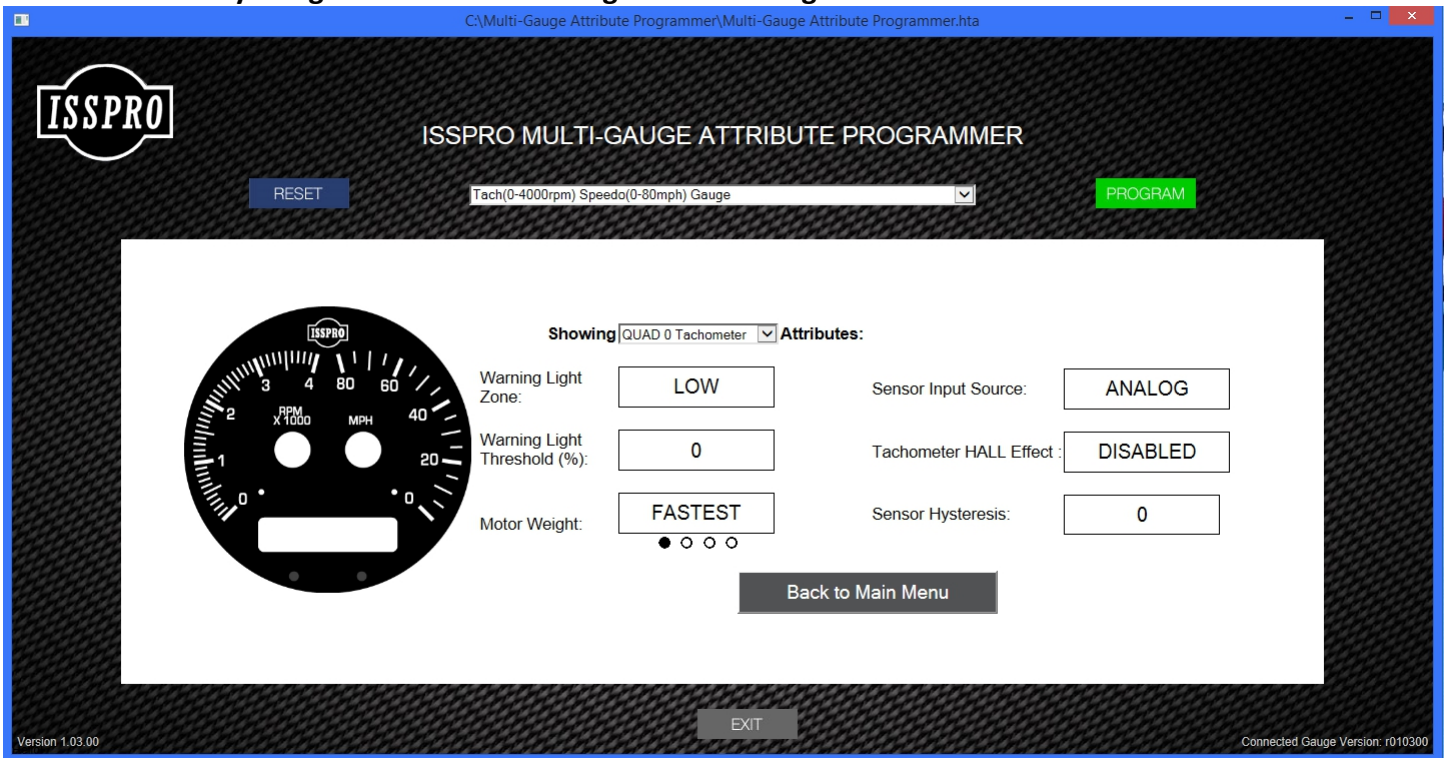 C:\Multi-Gauge Attribute Programmer\Multi-Gauge Attribute Programmer.hta
ISSPRO
ISSPRO MULTI-GAUGE ATTRIBUTE PROGRAMMER
RESET
Tach(0-4000rpm) Speedo(0-80mph) Gauge
PROGRAM
Showing QUAD 0 Tachometer Attributes:
ISSPRO
3 4 80 60
2 RPM X 1000 MPH 40
1 20
0 0
Warning Light Zone: LOW
Sensor Input Source: ANALOG
Warning Light Threshold (%): 0
Tachometer HALL Effect : DISABLED
Motor Weight: FASTEST
Sensor Hysteresis: 0
Back to Main Menu
EXIT
Version 1.03.00
Connected Gauge Version: r010300